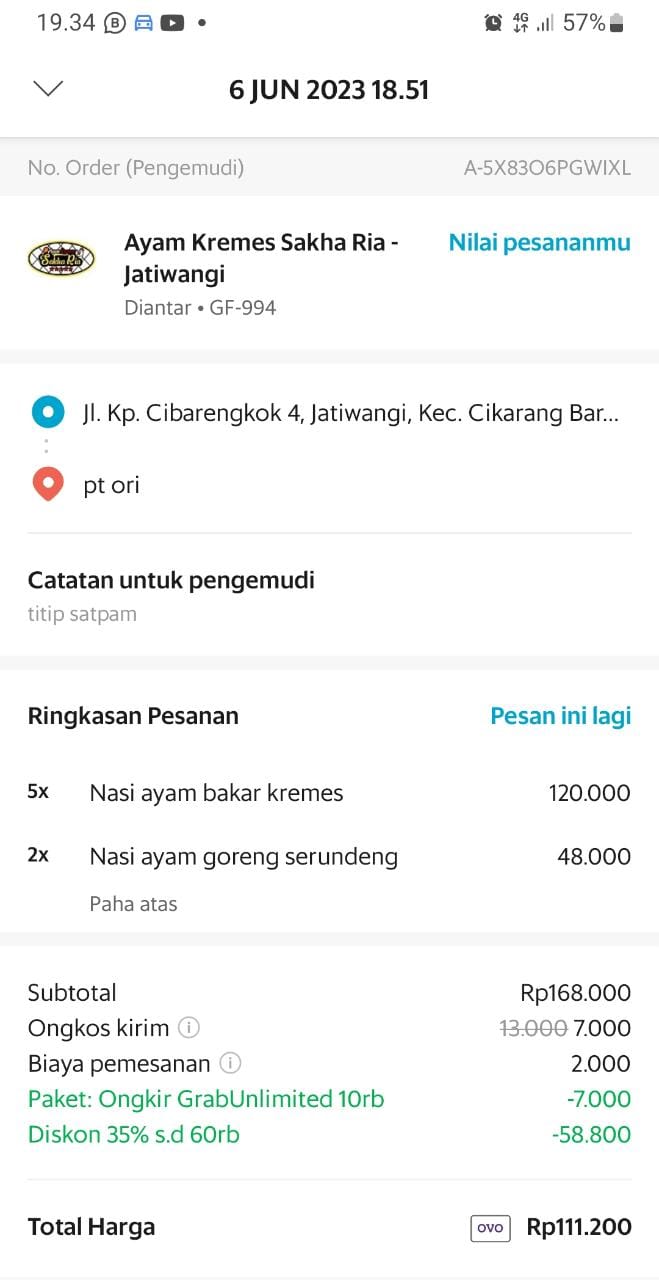 19.34
4G
57%
6 JUN 2023 18.51
No. Order (Pengemudi) A-5X83O6PGWIXL
Ayam Kremes Sakha Ria - Nilai pesananmu
Jatiwangi
Diantar • GF-994
Sakha Ria
Jl. Kp. Cibarengkok 4, Jatiwangi, Kec. Cikarang Bar...
pt ori
Catatan untuk pengemudi
titip satpam
Ringkasan Pesanan Pesan ini lagi
5x Nasi ayam bakar kremes 120.000
2x Nasi ayam goreng serundeng 48.000
Paha atas
Subtotal Rp168.000
Ongkos kirim 13.000 7.000
Biaya pemesanan 2.000
Paket: Ongkir GrabUnlimited 10rb -7.000
Diskon 35% s.d 60rb -58.800
Total Harga OVO Rp111.200